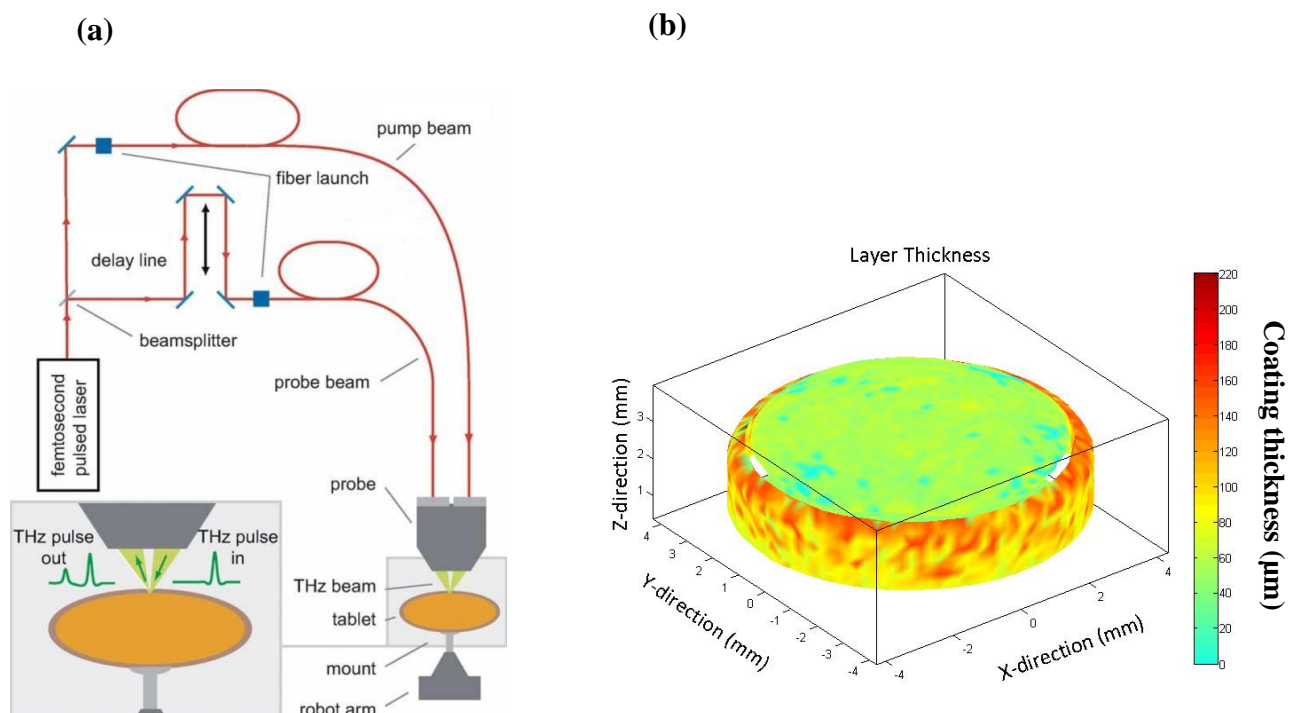 (a)
pump beam
fiber launch
delay line
beamsplitter
probe beam
femtosecond
pulsed laser
probe
THz pulse
out
THz pulse
in
THz beam
tablet
mount
robot arm
(b)
Layer Thickness
Z-direction (mm)
3
2
1
Y-direction (mm)
4
3
2
1
0
-1
-2
-3
-4
X-direction (mm)
-4
-2
0
2
4
220
200
180
160
140
120
100
80
60
40
20
0
Coating thickness (µm)